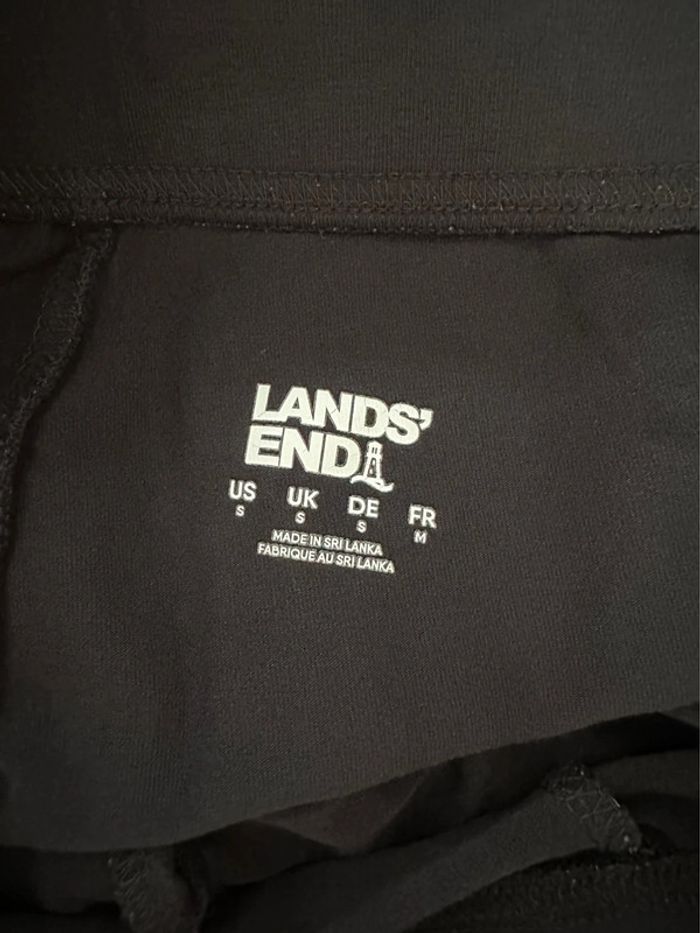 LANDS'
END
US UK DE FR
S S S M
MADE IN SRI LANKA
FABRIQUE AU SRI LANKA